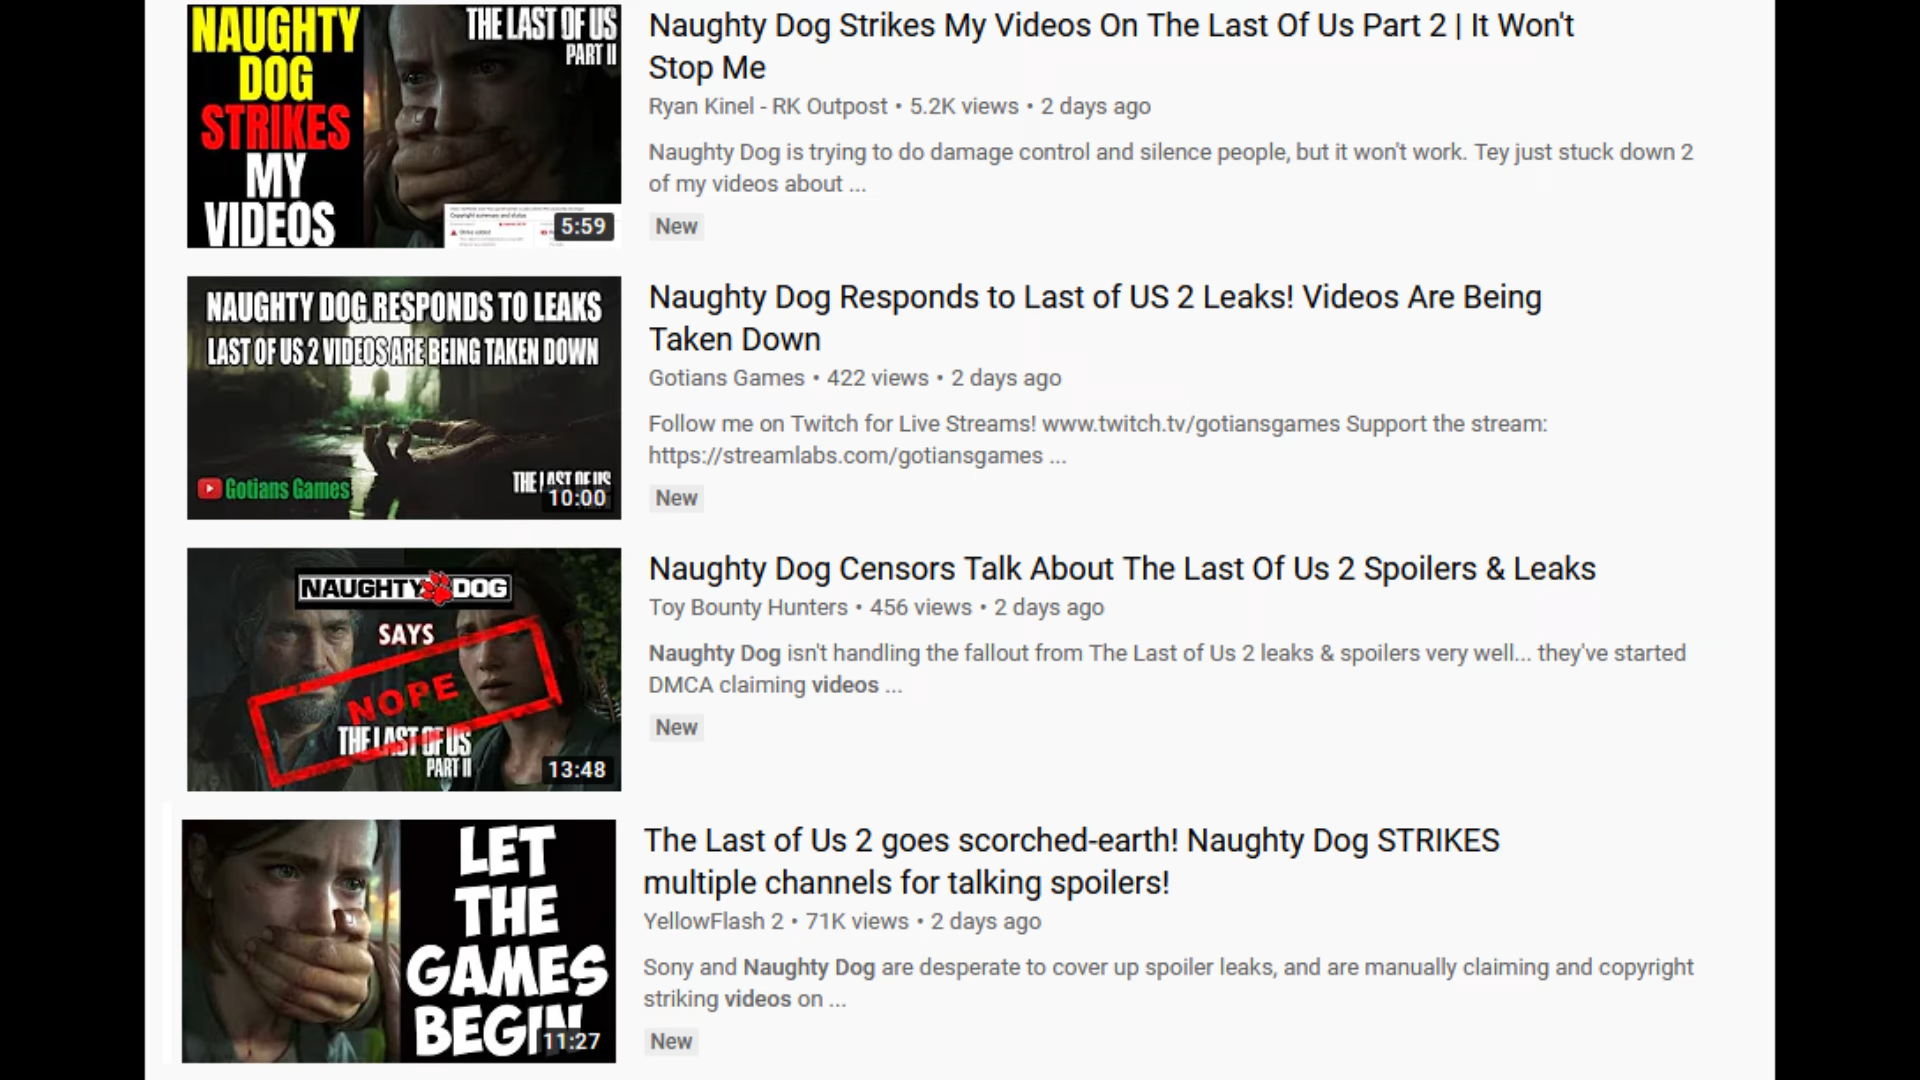 NAUGHTY
DOG
STRIKES
MY
VIDEOS
THE LAST OF US
PART II
5:59
Naughty Dog Strikes My Videos On The Last Of Us Part 2 | It Won't
Stop Me
Ryan Kinel - RK Outpost • 5.2K views • 2 days ago
Naughty Dog is trying to do damage control and silence people, but it won't work. Tey just stuck down 2
of my videos about ...
New
NAUGHTY DOG RESPONDS TO LEAKS
LAST OF US 2 VIDEOS ARE BEING TAKEN DOWN
Gotians Games
THE LAST OF US
10:00
Naughty Dog Responds to Last of US 2 Leaks! Videos Are Being
Taken Down
Gotians Games • 422 views • 2 days ago
Follow me on Twitch for Live Streams! www.twitch.tv/gotiansgames Support the stream:
https://streamlabs.com/gotiansgames ...
New
NAUGHTY DOG
SAYS
NOPE
THE LAST OF US
PART II
13:48
Naughty Dog Censors Talk About The Last Of Us 2 Spoilers & Leaks
Toy Bounty Hunters • 456 views • 2 days ago
Naughty Dog isn't handling the fallout from The Last of Us 2 leaks & spoilers very well... they've started
DMCA claiming videos ...
New
LET
THE
GAMES
BEGIN
11:27
The Last of Us 2 goes scorched-earth! Naughty Dog STRIKES
multiple channels for talking spoilers!
YellowFlash 2 • 71K views • 2 days ago
Sony and Naughty Dog are desperate to cover up spoiler leaks, and are manually claiming and copyright
striking videos on ...
New